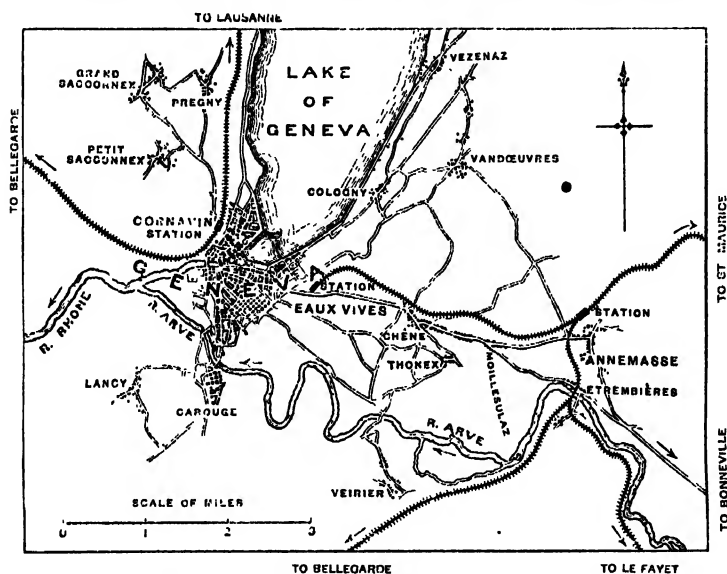 TO LAUSANNE
LAKE
OF
GENEVA
VEZENAZ
GRAND
SACCONNEX
PREGNY
PETIT
SACCONNEX
VANDŒUVRES
COLOGNY
TO BELLEGARDE
CORNAVIN
STATION
GENEVA
STATION
EAUX VIVES
TO ST MAURICE
STATION
R. RHONE
R. ARVE
CHÊNE
THONEX
MOILLESULAZ
ANNEMASSE
ETREMBIÈRES
LANCY
CAROUGE
R. ARVE
VEIRIER
SCALE OF MILES
0 1 2 3
TO BONNEVILLE
TO BELLEGARDE
TO LE FAYET